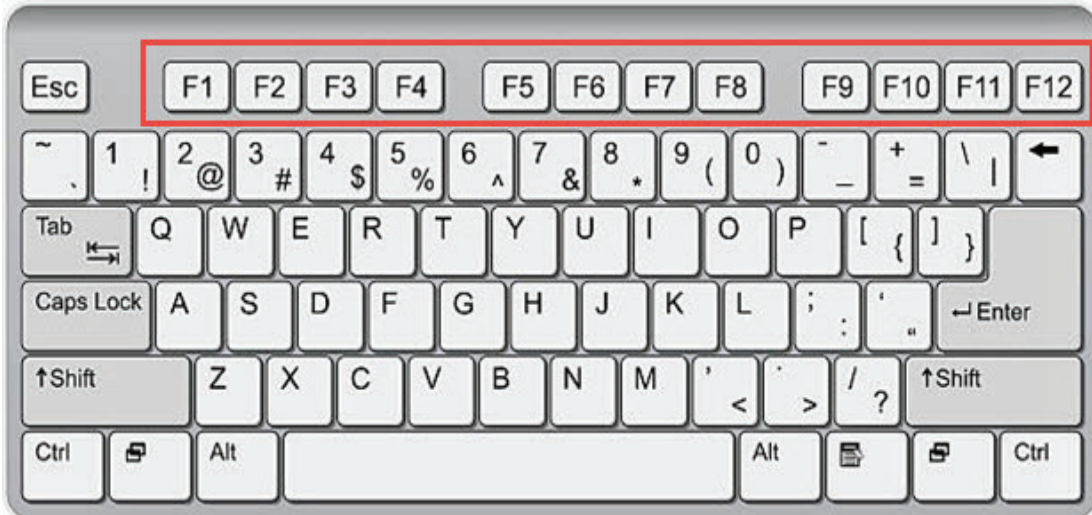 Esc F1 F2 F3 F4 F5 F6 F7 F8 F9 F10 F11 F12
~ ` 1 ! 2 @ 3 # 4 $ 5 % 6 ^ 7 & 8 * 9 ( 0 ) - _ + = \ | ←
Tab Q W E R T Y U I O P [ { ] }
Caps Lock A S D F G H J K L ; : ‘ “ ↵ Enter
↑Shift Z X C V B N M , < . > / ? ↑Shift
Ctrl Alt Alt Ctrl